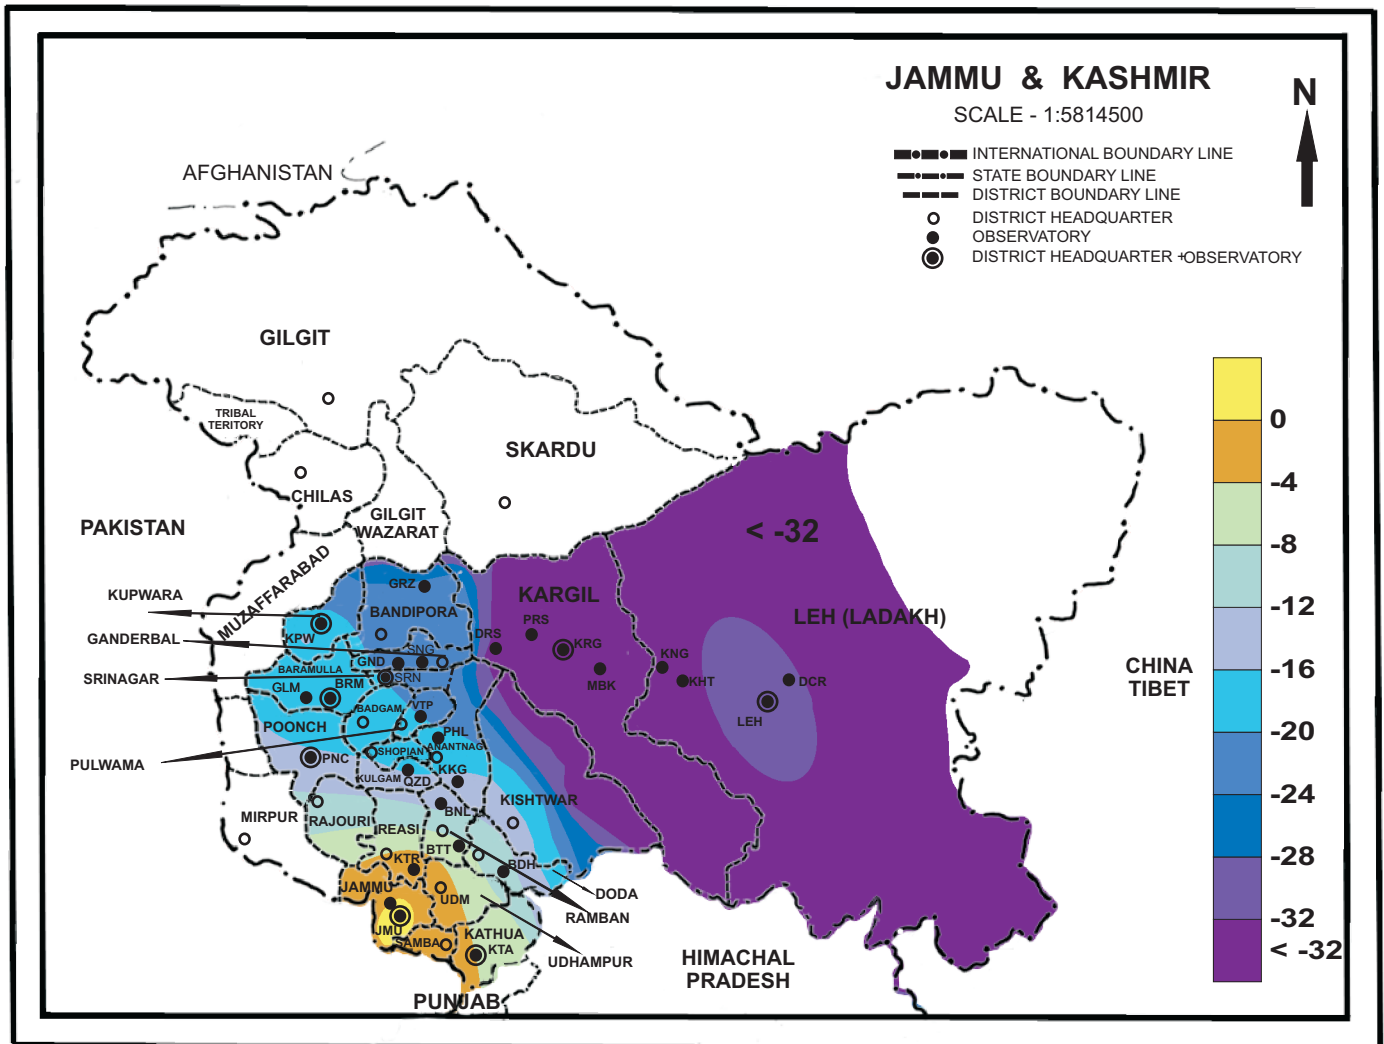 JAMMU & KASHMIR
SCALE - 1:5814500
N
INTERNATIONAL BOUNDARY LINE
STATE BOUNDARY LINE
DISTRICT BOUNDARY LINE
DISTRICT HEADQUARTER
OBSERVATORY
DISTRICT HEADQUARTER +OBSERVATORY
AFGHANISTAN
GILGIT
TRIBAL
TERITORY
SKARDU
CHILAS
GILGIT
WAZARAT
PAKISTAN
MUZAFFARABAD
< -32
KUPWARA
GRZ
BANDIPORA
KARGIL
LEH (LADAKH)
PRS
KPW
GANDERBAL
DRS
KRG
SNG
GND
KNG
BARAMULLA
SRINAGAR
SRN
BRM
GLM
MBK
KHT
DCR
CHINA
TIBET
BADGAM
VTP
LEH
POONCH
PHL
ANANTNAG
SHOPIAN
PNC
PULWAMA
KULGAM
QZD
KKG
KISHTWAR
BNL
MIRPUR
RAJOURI
REASI
BTT
KTR
BDH
JAMMU
UDM
DODA
RAMBAN
JMU
SAMBA
KATHUA
KTA
UDHAMPUR
HIMACHAL
PRADESH
PUNJAB
0
-4
-8
-12
-16
-20
-24
-28
-32
< -32